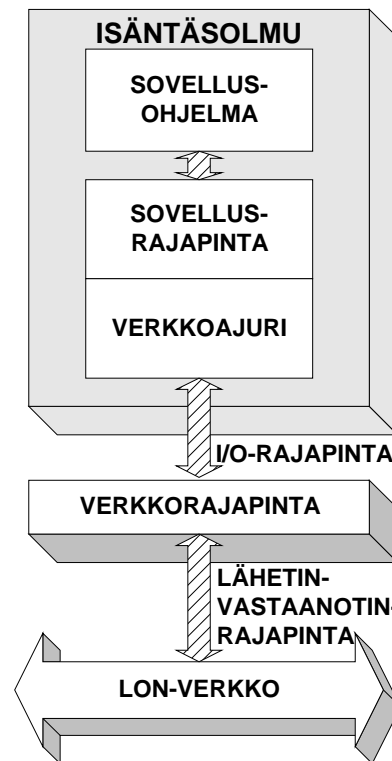 ISÄNTÄSOLMU
SOVELLUS-
OHJELMA
SOVELLUS-
RAJAPINTA
VERKKOAJURI
I/O-RAJAPINTA
VERKKORAJAPINTA
LÄHETIN-
VASTAANOTIN-
RAJAPINTA
LON-VERKKO